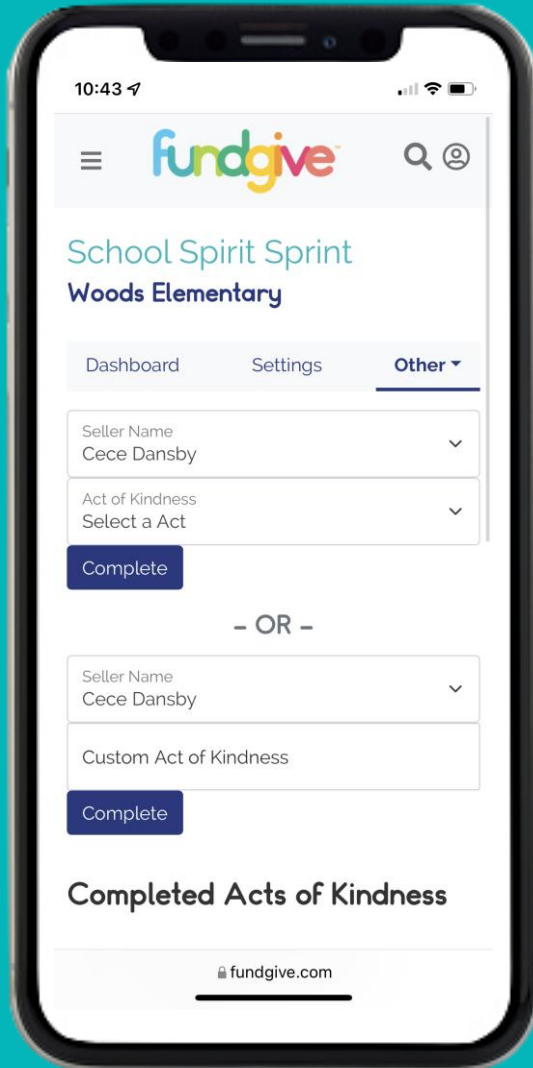 10:43
fundgive™
School Spirit Sprint
Woods Elementary
Dashboard Settings Other
Seller Name
Cece Dansby
Act of Kindness
Select a Act
Complete
– OR –
Seller Name
Cece Dansby
Custom Act of Kindness
Complete
Completed Acts of Kindness
fundgive.com